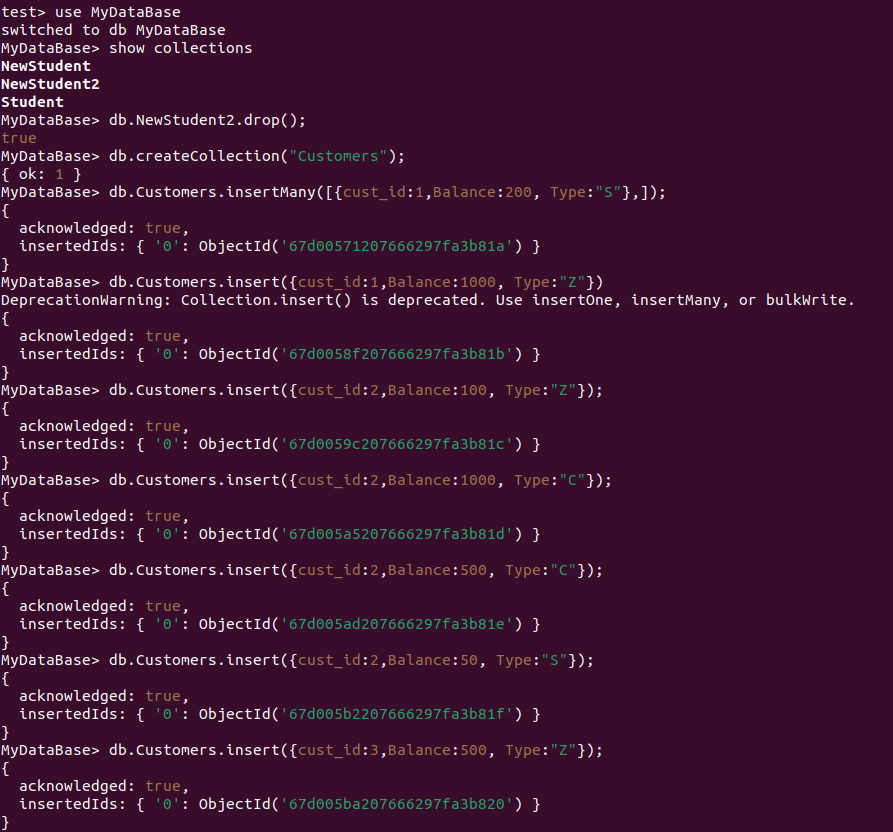 test> use MyDataBase
switched to db MyDataBase
MyDataBase> show collections
NewStudent
NewStudent2
Student
MyDataBase> db.NewStudent2.drop();
true
MyDataBase> db.createCollection("Customers");
{ ok: 1 }
MyDataBase> db.Customers.insertMany([{cust_id:1,Balance:200, Type:"S"},]);
{
  acknowledged: true,
  insertedIds: { '0': ObjectId('67d00571207666297fa3b81a') }
}
MyDataBase> db.Customers.insert({cust_id:1,Balance:1000, Type:"Z"})
DeprecationWarning: Collection.insert() is deprecated. Use insertOne, insertMany, or bulkWrite.
{
  acknowledged: true,
  insertedIds: { '0': ObjectId('67d0058f207666297fa3b81b') }
}
MyDataBase> db.Customers.insert({cust_id:2,Balance:100, Type:"Z"});
{
  acknowledged: true,
  insertedIds: { '0': ObjectId('67d0059c207666297fa3b81c') }
}
MyDataBase> db.Customers.insert({cust_id:2,Balance:1000, Type:"C"});
{
  acknowledged: true,
  insertedIds: { '0': ObjectId('67d005a5207666297fa3b81d') }
}
MyDataBase> db.Customers.insert({cust_id:2,Balance:500, Type:"C"});
{
  acknowledged: true,
  insertedIds: { '0': ObjectId('67d005ad207666297fa3b81e') }
}
MyDataBase> db.Customers.insert({cust_id:2,Balance:50, Type:"S"});
{
  acknowledged: true,
  insertedIds: { '0': ObjectId('67d005b2207666297fa3b81f') }
}
MyDataBase> db.Customers.insert({cust_id:3,Balance:500, Type:"Z"});
{
  acknowledged: true,
  insertedIds: { '0': ObjectId('67d005ba207666297fa3b820') }
}